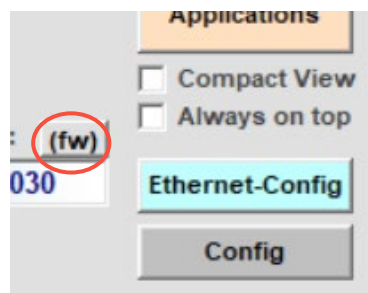 Applications
Compact View
Always on top
: (fw)
030
Ethernet-Config
Config